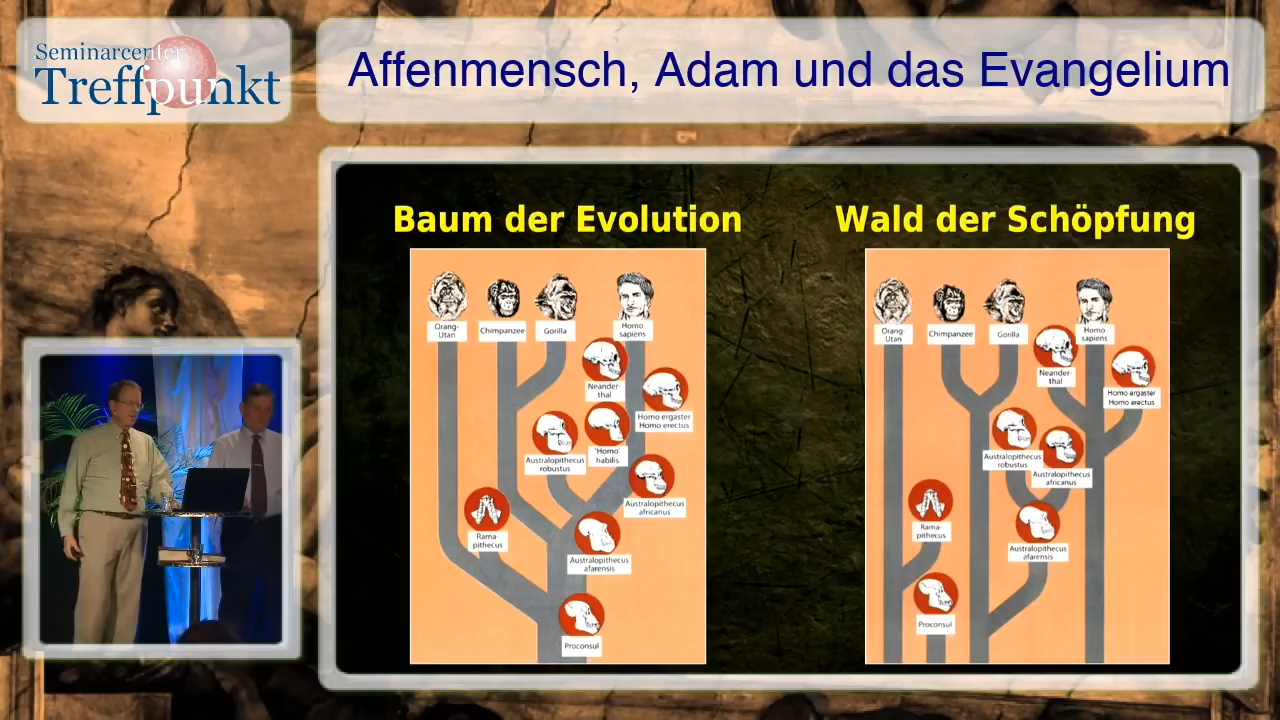 Seminarcenter
Treffpunkt
Affenmensch, Adam und das Evangelium
Baum der Evolution
Orang-
Utan
Chimpanzee
Gorilla
Homo
sapiens
Neander-
thal
Homo ergaster
Homo erectus
Australopithecus
robustus
'Homo'
habilis
Australopithecus
africanus
Rama-
pithecus
Australopithecus
afarensis
Proconsul
Wald der Schöpfung
Orang-
Utan
Chimpanzee
Gorilla
Homo
sapiens
Neander-
thal
Homo ergaster
Homo erectus
Australopithecus
robustus
Australopithecus
africanus
Rama-
pithecus
Australopithecus
afarensis
Proconsul